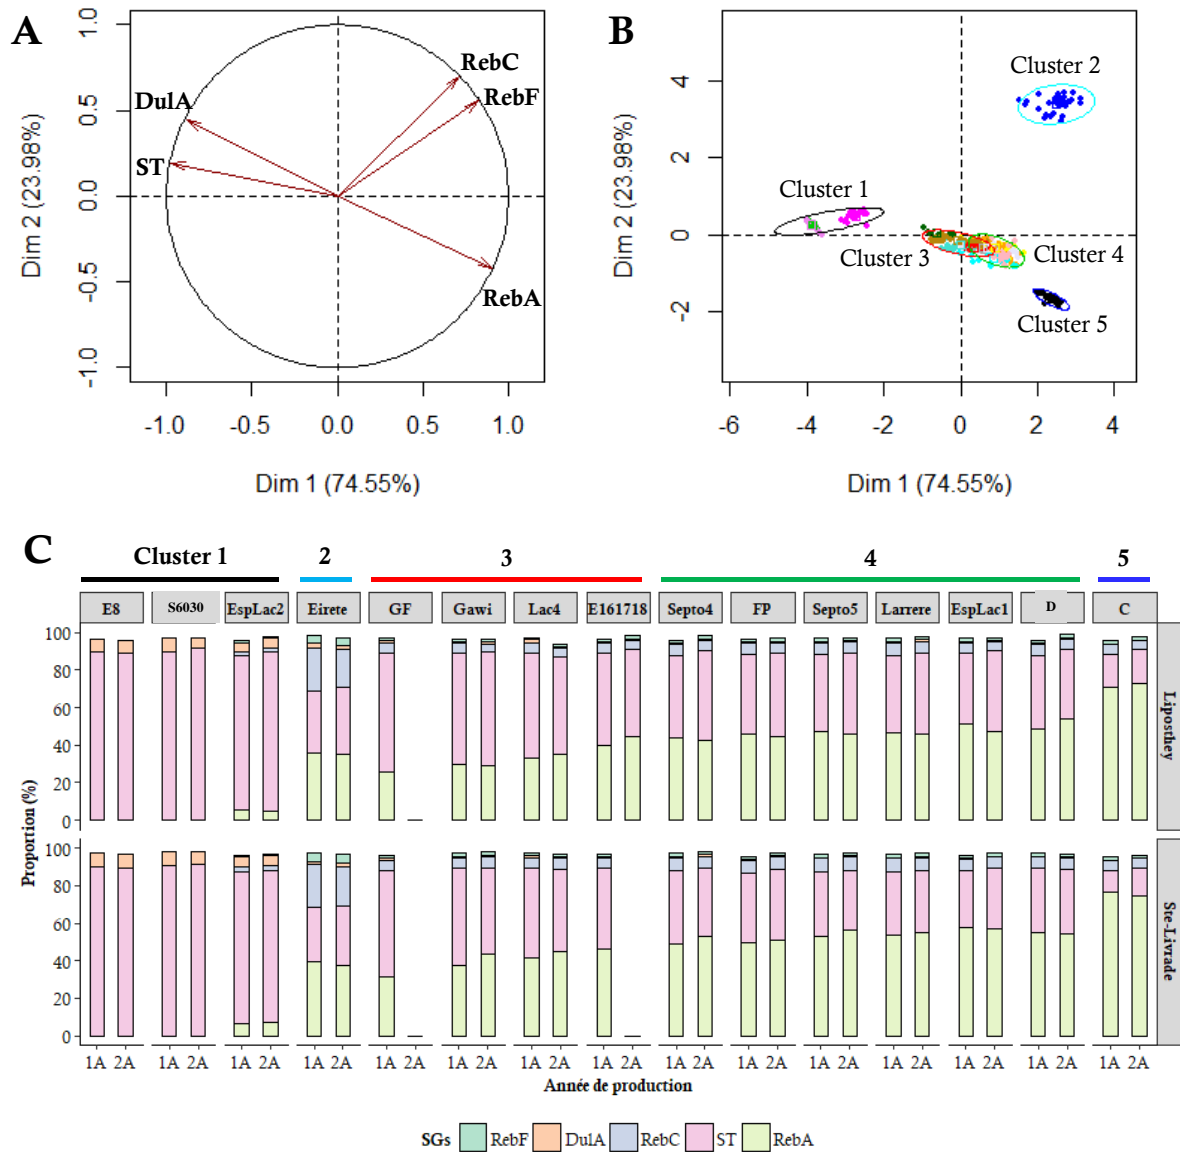 A
B
1.0
0.5
0.0
-0.5
-1.0
Dim 2 (23.98%)
RebC
RebF
DulA
ST
RebA
-1.0 -0.5 0.0 0.5 1.0
Dim 1 (74.55%)
4
2
0
-2
Dim 2 (23.98%)
Cluster 2
Cluster 1
Cluster 3
Cluster 4
Cluster 5
-6 -4 -2 0 2 4
Dim 1 (74.55%)
C
Cluster 1 2 3 4 5
E8 S6030 EspLac2 Eirete GF Gawi Lac4 E161718 Septo4 FP Septo5 Larrere EspLac1 D C
100
80
60
40
20
0
Liposthey
Proportion (%)
100
80
60
40
20
0
Ste-Livrade
1A 2A 1A 2A 1A 2A 1A 2A 1A 2A 1A 2A 1A 2A 1A 2A 1A 2A 1A 2A 1A 2A 1A 2A 1A 2A 1A 2A 1A 2A
Année de production
SGs RebF DulA RebC ST RebA